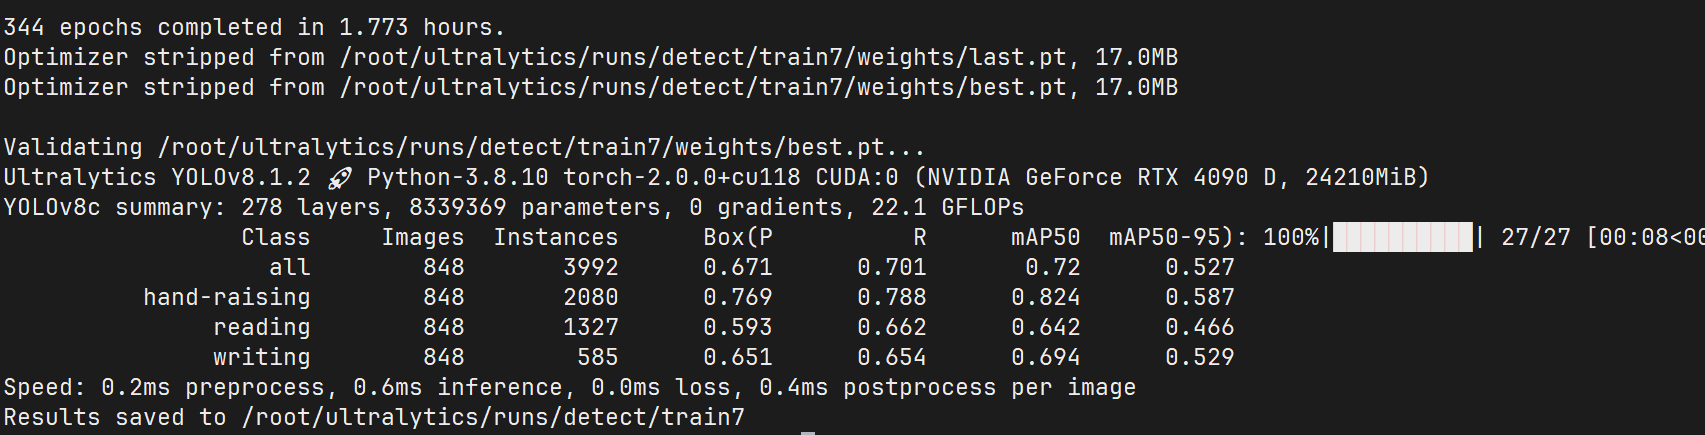 344 epochs completed in 1.773 hours.
Optimizer stripped from /root/ultralytics/runs/detect/train7/weights/last.pt, 17.0MB
Optimizer stripped from /root/ultralytics/runs/detect/train7/weights/best.pt, 17.0MB
Validating /root/ultralytics/runs/detect/train7/weights/best.pt...
Ultralytics YOLOv8.1.2 🚀 Python-3.8.10 torch-2.0.0+cu118 CUDA:0 (NVIDIA GeForce RTX 4090 D, 24210MiB)
YOLOv8c summary: 278 layers, 8339369 parameters, 0 gradients, 22.1 GFLOPs
Class Images Instances Box(P R mAP50 mAP50-95): 100%|██████████| 27/27 [00:08<00
all 848 3992 0.671 0.701 0.72 0.527
hand-raising 848 2080 0.769 0.788 0.824 0.587
reading 848 1327 0.593 0.662 0.642 0.466
writing 848 585 0.651 0.654 0.694 0.529
Speed: 0.2ms preprocess, 0.6ms inference, 0.0ms loss, 0.4ms postprocess per image
Results saved to /root/ultralytics/runs/detect/train7